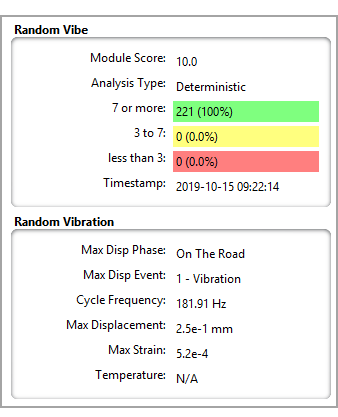 Random Vibe
Module Score: 10.0
Analysis Type: Deterministic
7 or more: 221 (100%)
3 to 7: 0 (0.0%)
less than 3: 0 (0.0%)
Timestamp: 2019-10-15 09:22:14
Random Vibration
Max Disp Phase: On The Road
Max Disp Event: 1 - Vibration
Cycle Frequency: 181.91 Hz
Max Displacement: 2.5e-1 mm
Max Strain: 5.2e-4
Temperature: N/A